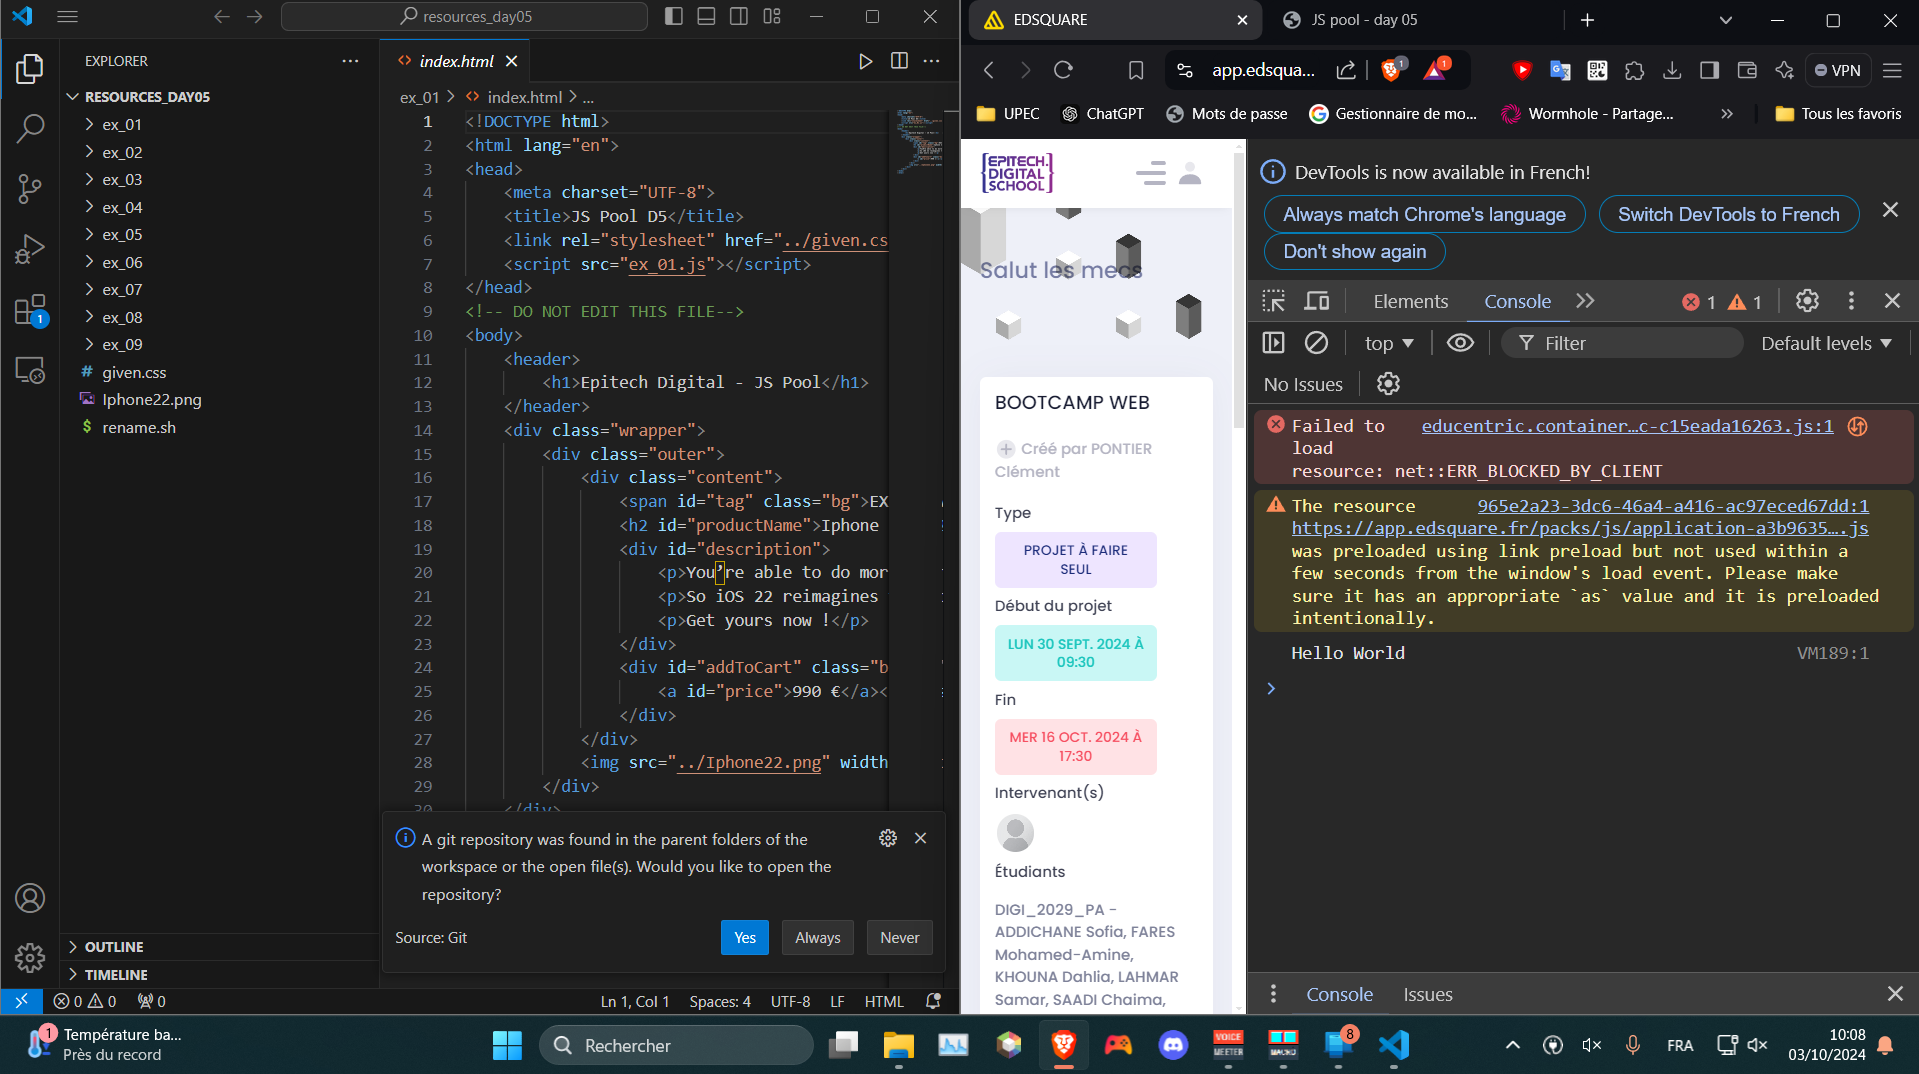 resources_day05
EXPLORER
RESOURCES_DAY05
ex_01
ex_02
ex_03
ex_04
ex_05
ex_06
ex_07
ex_08
ex_09
given.css
Iphone22.png
rename.sh
OUTLINE
TIMELINE
index.html
ex_01 > index.html > ...
1 <!DOCTYPE html>
2 <html lang="en">
3 <head>
4 <meta charset="UTF-8">
5 <title>JS Pool D5</title>
6 <link rel="stylesheet" href="../given.cs
7 <script src="ex_01.js"></script>
8 </head>
9 <!-- DO NOT EDIT THIS FILE-->
10 <body>
11 <header>
12 <h1>Epitech Digital - JS Pool</h1>
13 </header>
14 <div class="wrapper">
15 <div class="outer">
16 <div class="content">
17 <span id="tag" class="bg">EX
18 <h2 id="productName">Iphone
19 <div id="description">
20 <p>You’re able to do mor
21 <p>So iOS 22 reimagines
22 <p>Get yours now !</p>
23 </div>
24 <div id="addToCart" class="b
25 <a id="price">990 €</a><
26 </div>
27 </div>
28 <img src="../Iphone22.png" width
29 </div>
30 </div>
A git repository was found in the parent folders of the
workspace or the open file(s). Would you like to open the
repository?
Source: Git
Yes
Always
Never
0 0 0
Ln 1, Col 1 Spaces: 4 UTF-8 LF HTML
1
EDSQUARE
JS pool - day 05
app.edsqua...
1
1
VPN
UPEC
ChatGPT
Mots de passe
Gestionnaire de mo...
Wormhole - Partage...
Tous les favoris
[EPITECH.
DIGITAL
SCHOOL]
Salut les mecs
BOOTCAMP WEB
Créé par PONTIER
Clément
Type
PROJET À FAIRE
SEUL
Début du projet
LUN 30 SEPT. 2024 À
09:30
Fin
MER 16 OCT. 2024 À
17:30
Intervenant(s)
Étudiants
DIGI_2029_PA -
ADDICHANE Sofia, FARES
Mohamed-Amine,
KHOUNA Dahlia, LAHMAR
Samar, SAADI Chaima,
DevTools is now available in French!
Always match Chrome's language
Switch DevTools to French
Don't show again
Elements
Console
1 1
top
Filter
Default levels
No Issues
Failed to educentric.container…c-c15eada16263.js:1
load
resource: net::ERR_BLOCKED_BY_CLIENT
The resource 965e2a23-3dc6-46a4-a416-ac97eced67dd:1
https://app.edsquare.fr/packs/js/application-a3b9635….js
was preloaded using link preload but not used within a
few seconds from the window's load event. Please make
sure it has an appropriate `as` value and it is preloaded
intentionally.
Hello World VM189:1
Console
Issues
1
Température ba...
Près du record
Rechercher
VOICE
MEETER
MACRO
8
FRA
10:08
03/10/2024